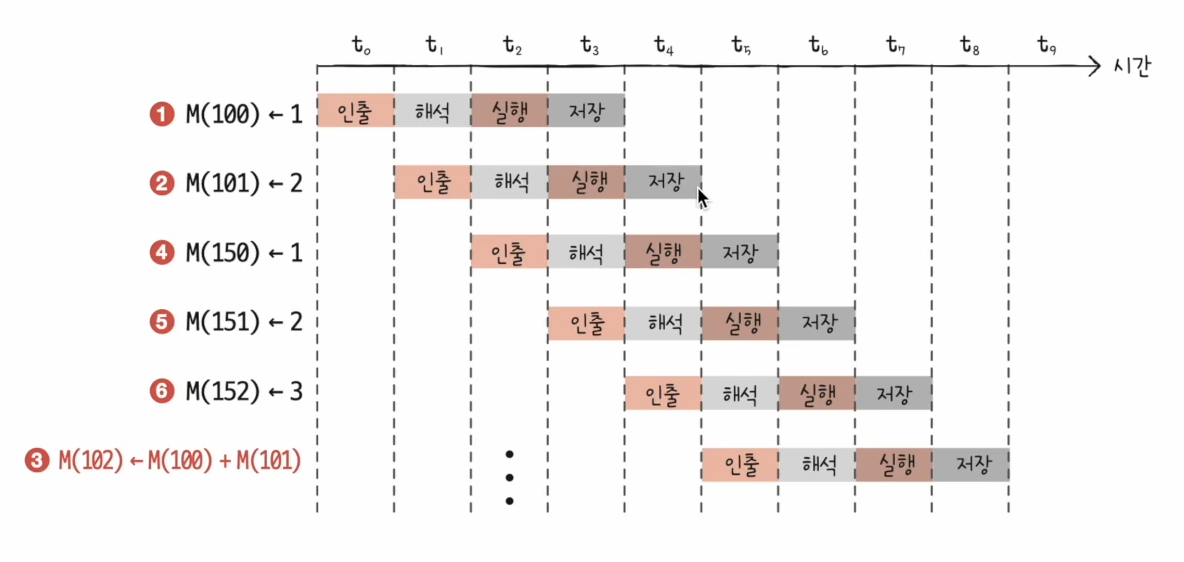 t₀ t₁ t₂ t₃ t₄ t₅ t₆ t₇ t₈ t₉
시간
❶ M(100) ← 1 인출 해석 실행 저장
❷ M(101) ← 2 인출 해석 실행 저장
❹ M(150) ← 1 인출 해석 실행 저장
❺ M(151) ← 2 인출 해석 실행 저장
❻ M(152) ← 3 인출 해석 실행 저장
❸ M(102) ← M(100) + M(101) 인출 해석 실행 저장